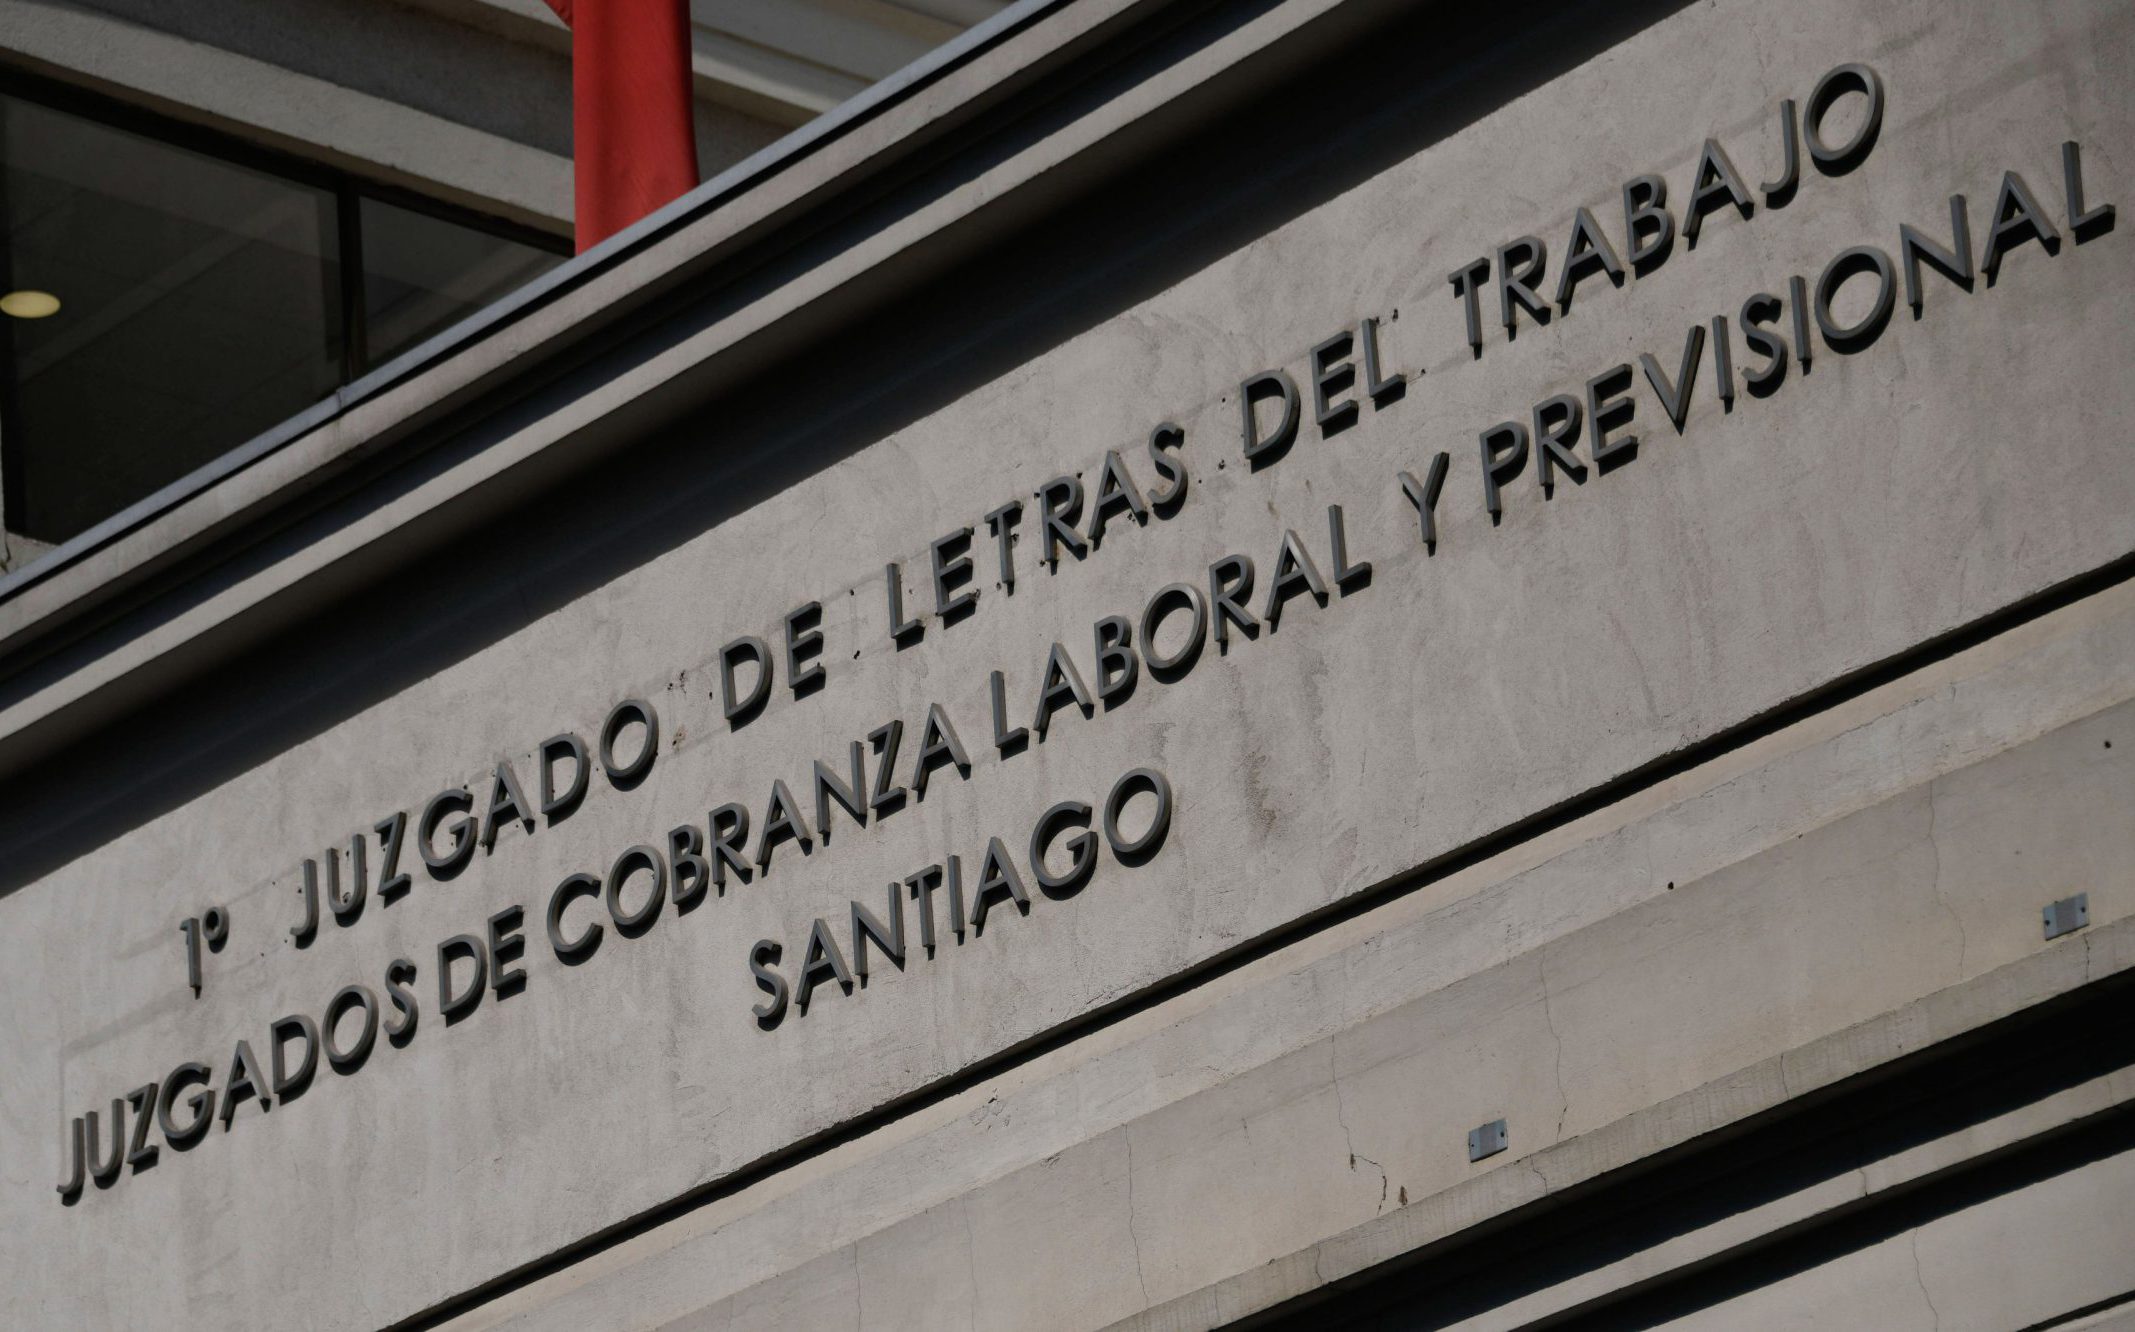 1° JUZGADO DE LETRAS DEL TRABAJO
JUZGADOS DE COBRANZA LABORAL Y PREVISIONAL
SANTIAGO